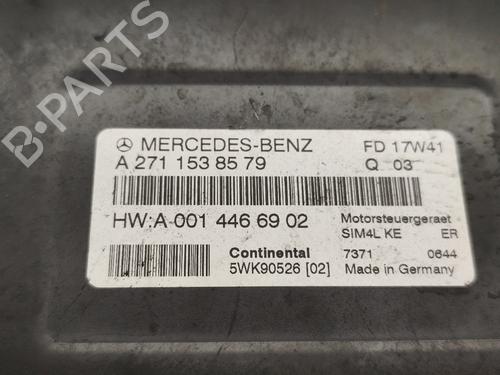 MERCEDES-BENZ FD 17W41
A 271 153 85 79 Q 03
HW:A 001 446 69 02 Motorsteuergeraet
SIM4L KE ER
Continental 7371 0644
5WK90526 [02] Made in Germany
B-PARTS